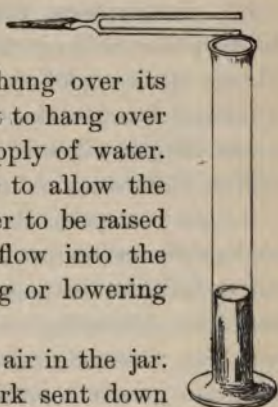 hung over its
to hang over
pply of water.
to allow the
er to be raised
flow into the
g or lowering
air in the jar.
rk sent down